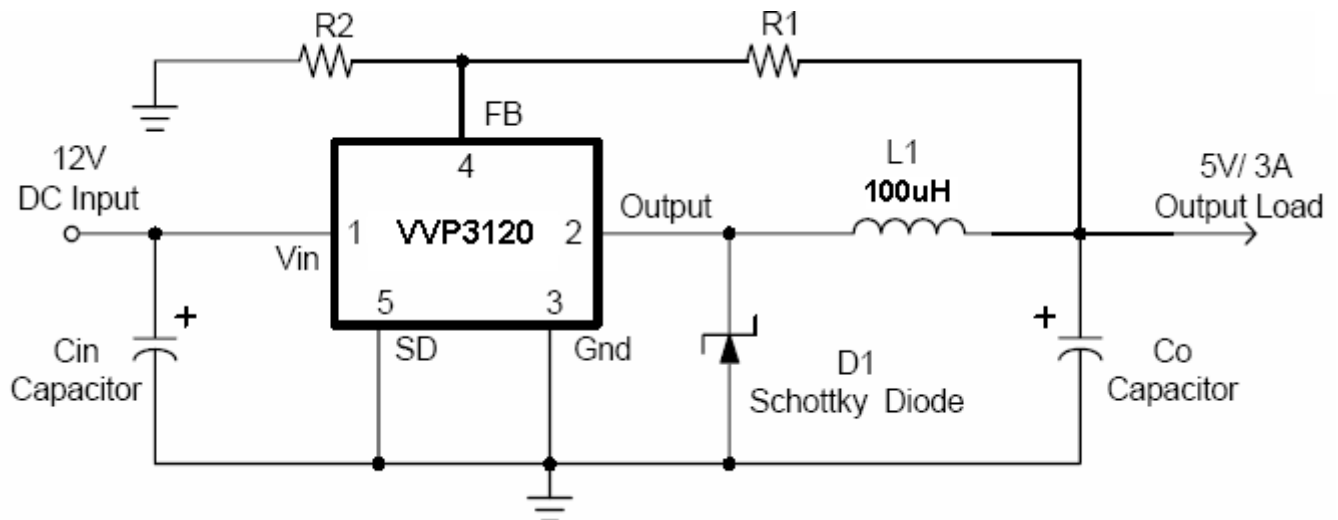 R2
R1
FB
4
12V
DC Input
L1
100uH
5V/ 3A
Output Load
Output
1
VVP3120
2
Vin
5
3
+
SD
Gnd
+
Cin
Capacitor
D1
Schottky Diode
Co
Capacitor